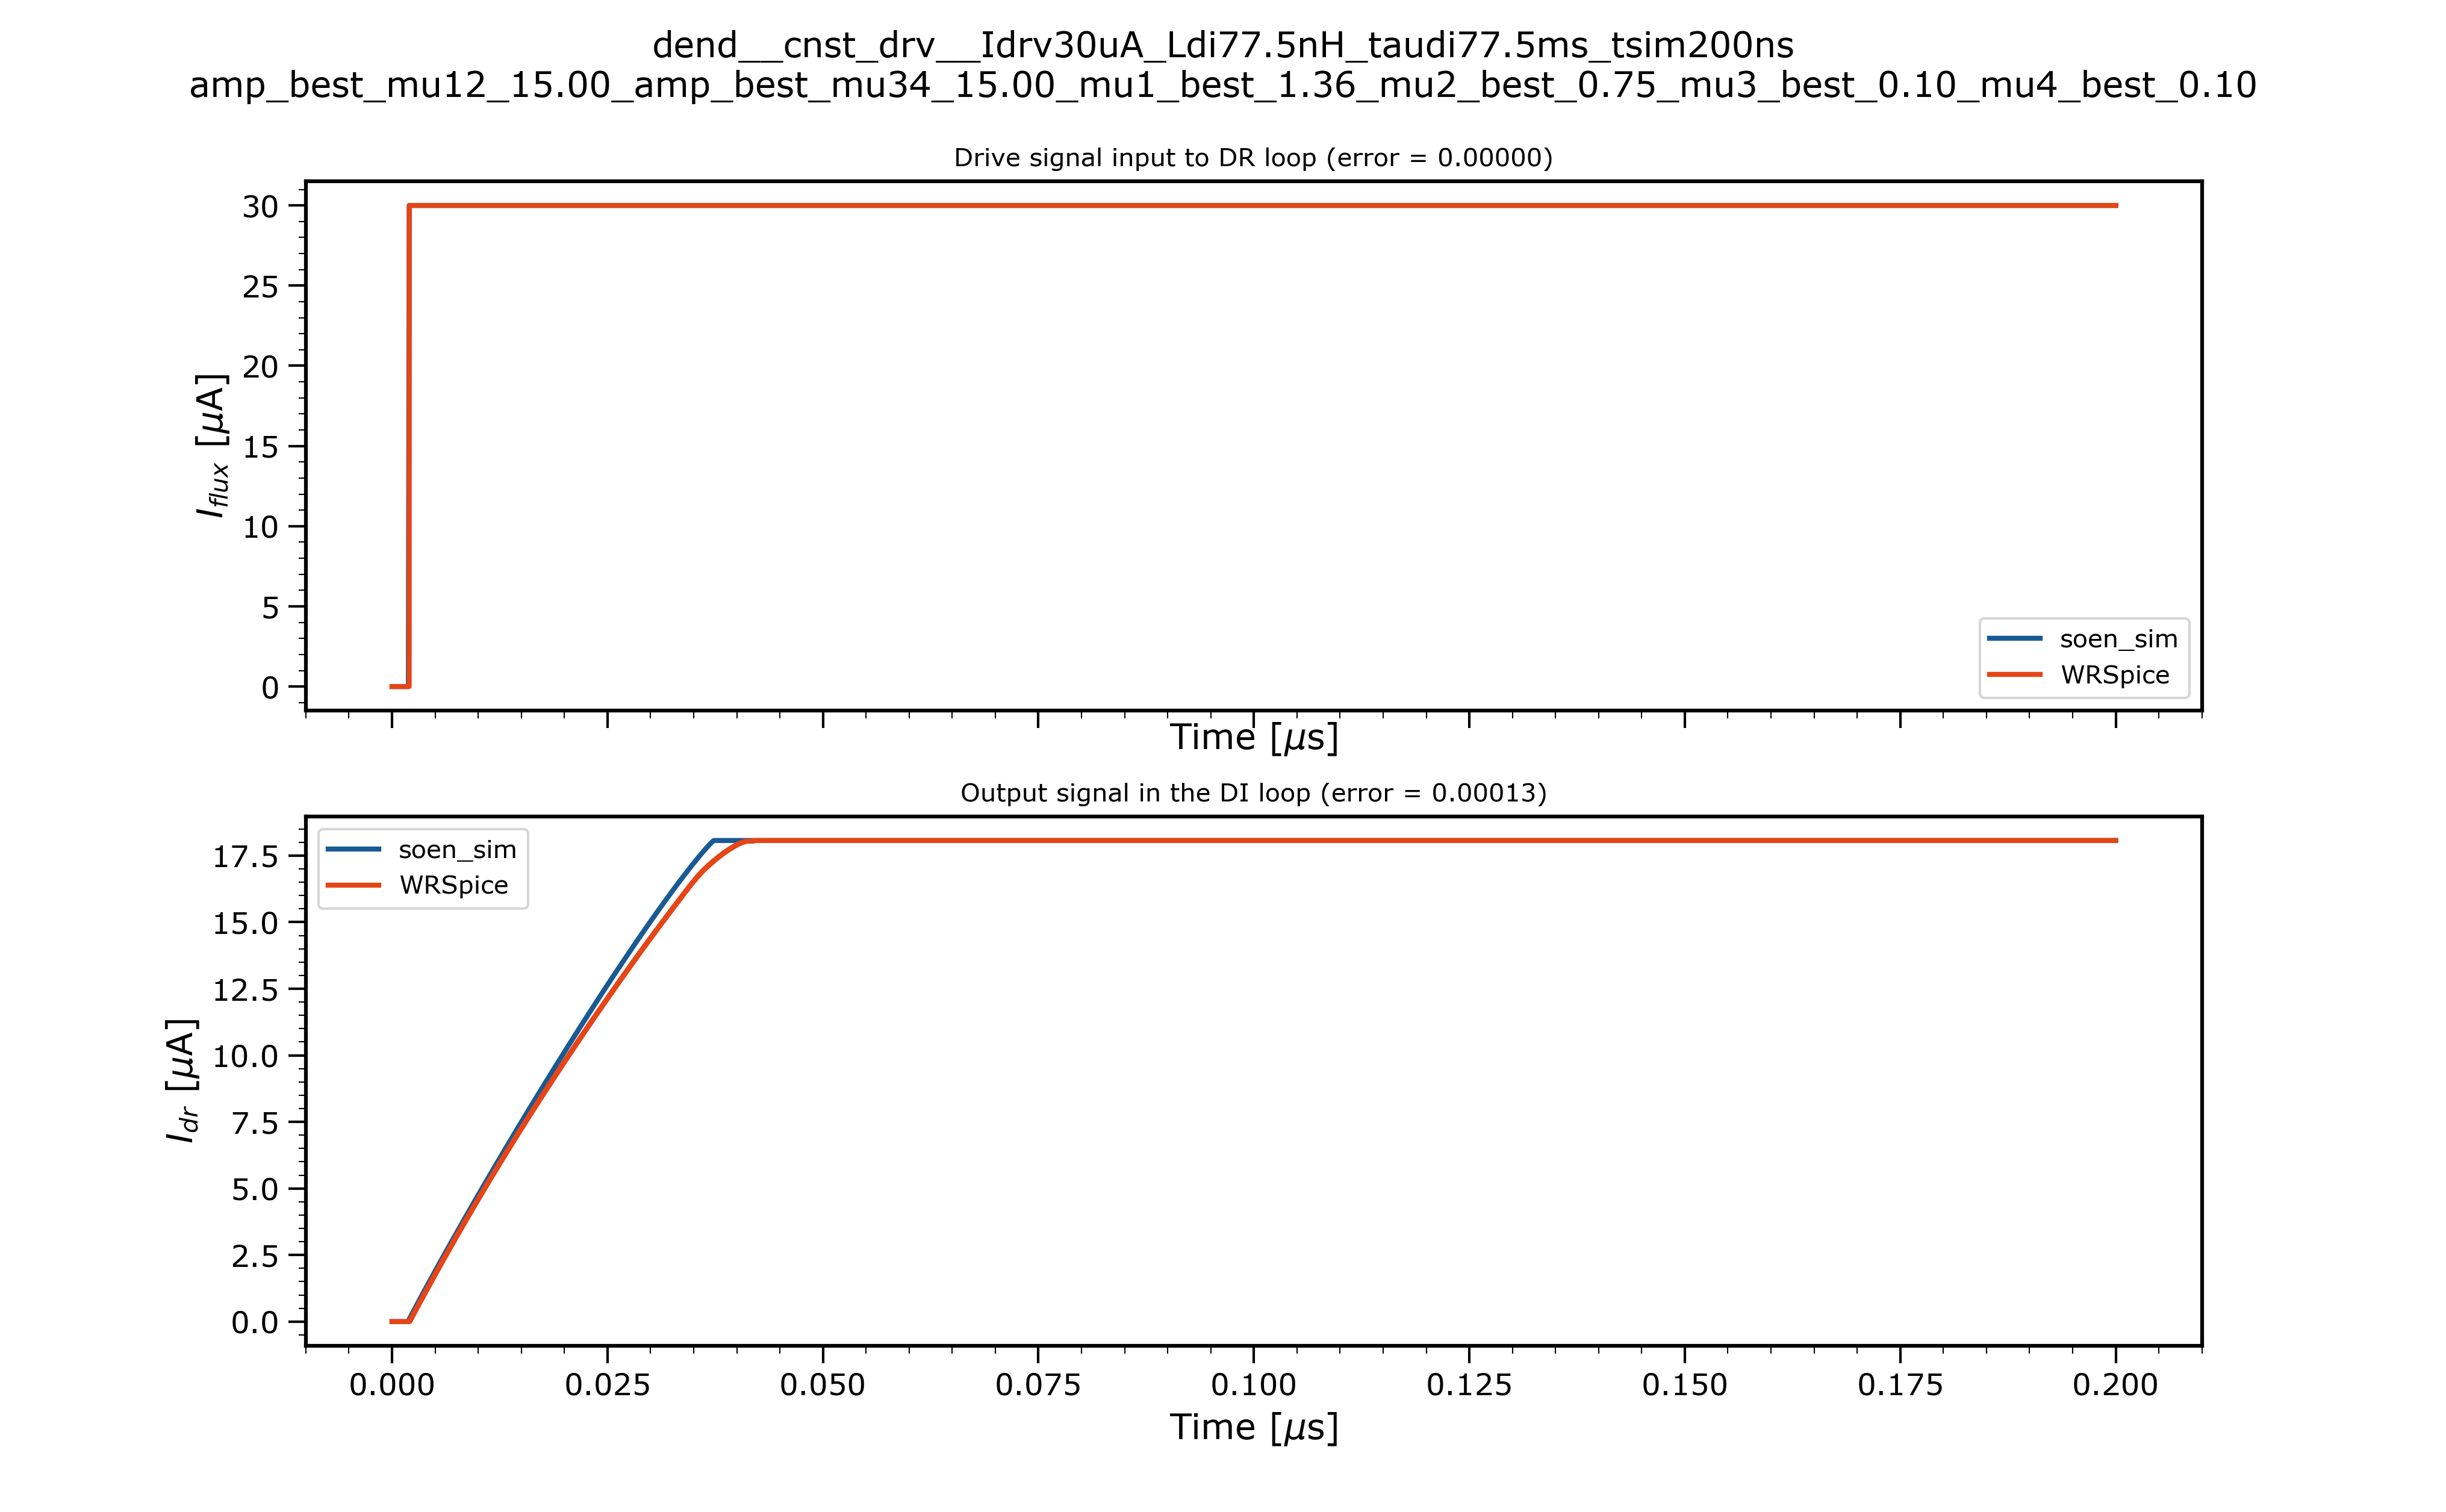 dend__cnst_drv__Idrv30uA_Ldi77.5nH_taudi77.5ms_tsim200ns
amp_best_mu12_15.00_amp_best_mu34_15.00_mu1_best_1.36_mu2_best_0.75_mu3_best_0.10_mu4_best_0.10
Drive signal input to DR loop (error = 0.00000)
30
25
20
15
10
5
0
I_flux [μA]
soen_sim
WRSpice
Time [μs]
Output signal in the DI loop (error = 0.00013)
soen_sim
WRSpice
17.5
15.0
12.5
10.0
7.5
5.0
2.5
0.0
I_dr [μA]
0.000 0.025 0.050 0.075 0.100 0.125 0.150 0.175 0.200
Time [μs]